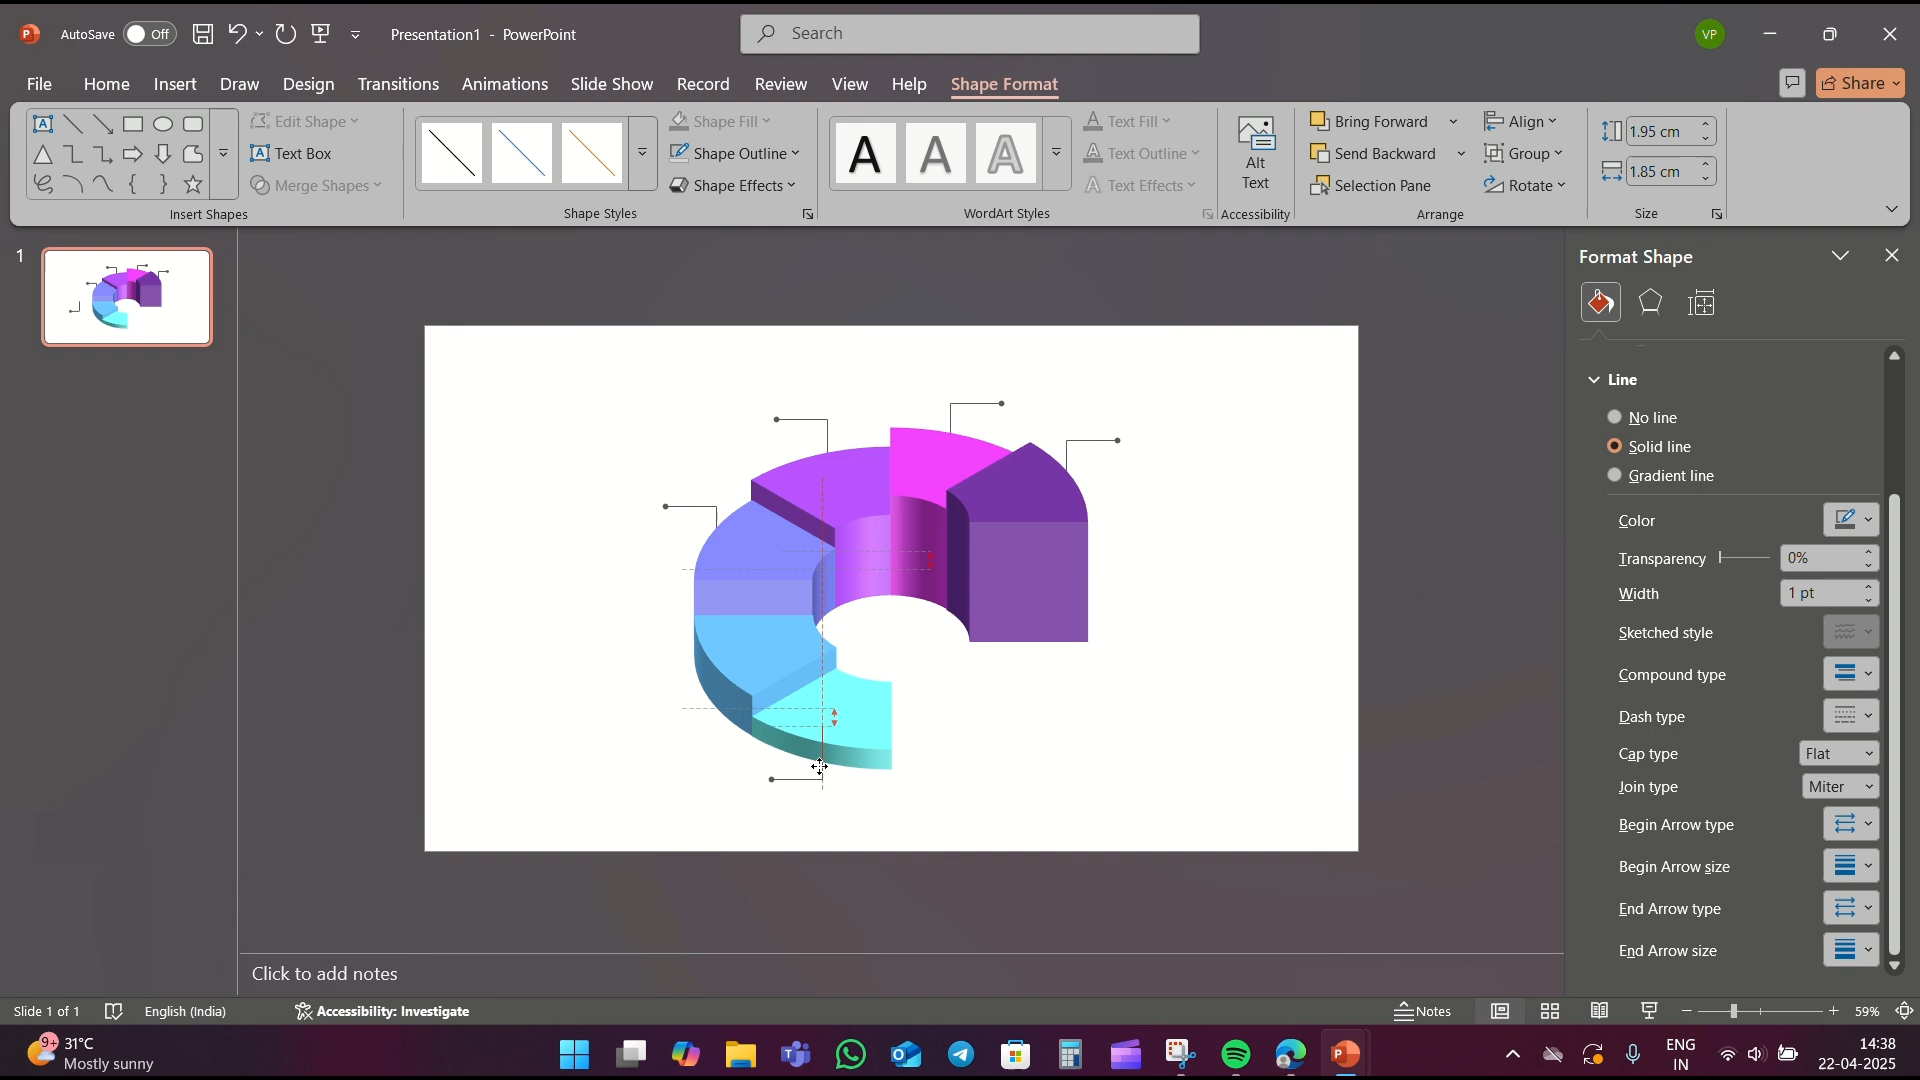 AutoSave Off Presentation1 - PowerPoint Search VP
File Home Insert Draw Design Transitions Animations Slide Show Record Review View Help Shape Format Share
Edit Shape
Text Box
Merge Shapes
Insert Shapes
Shape Fill
Shape Outline
Shape Effects
Shape Styles
A A A
Text Fill
Text Outline
Text Effects
WordArt Styles
Alt
Text
Accessibility
Bring Forward
Send Backward
Selection Pane
Align
Group
Rotate
Arrange
1.95 cm
1.85 cm
Size
1
Format Shape
Line
No line
Solid line
Gradient line
Color
Transparency 0%
Width 1 pt
Sketched style
Compound type
Dash type
Cap type Flat
Join type Miter
Begin Arrow type
Begin Arrow size
End Arrow type
End Arrow size
Click to add notes
Slide 1 of 1 English (India) Accessibility: Investigate Notes 59%
9+ 31°C
Mostly sunny
ENG
IN
14:38
22-04-2025